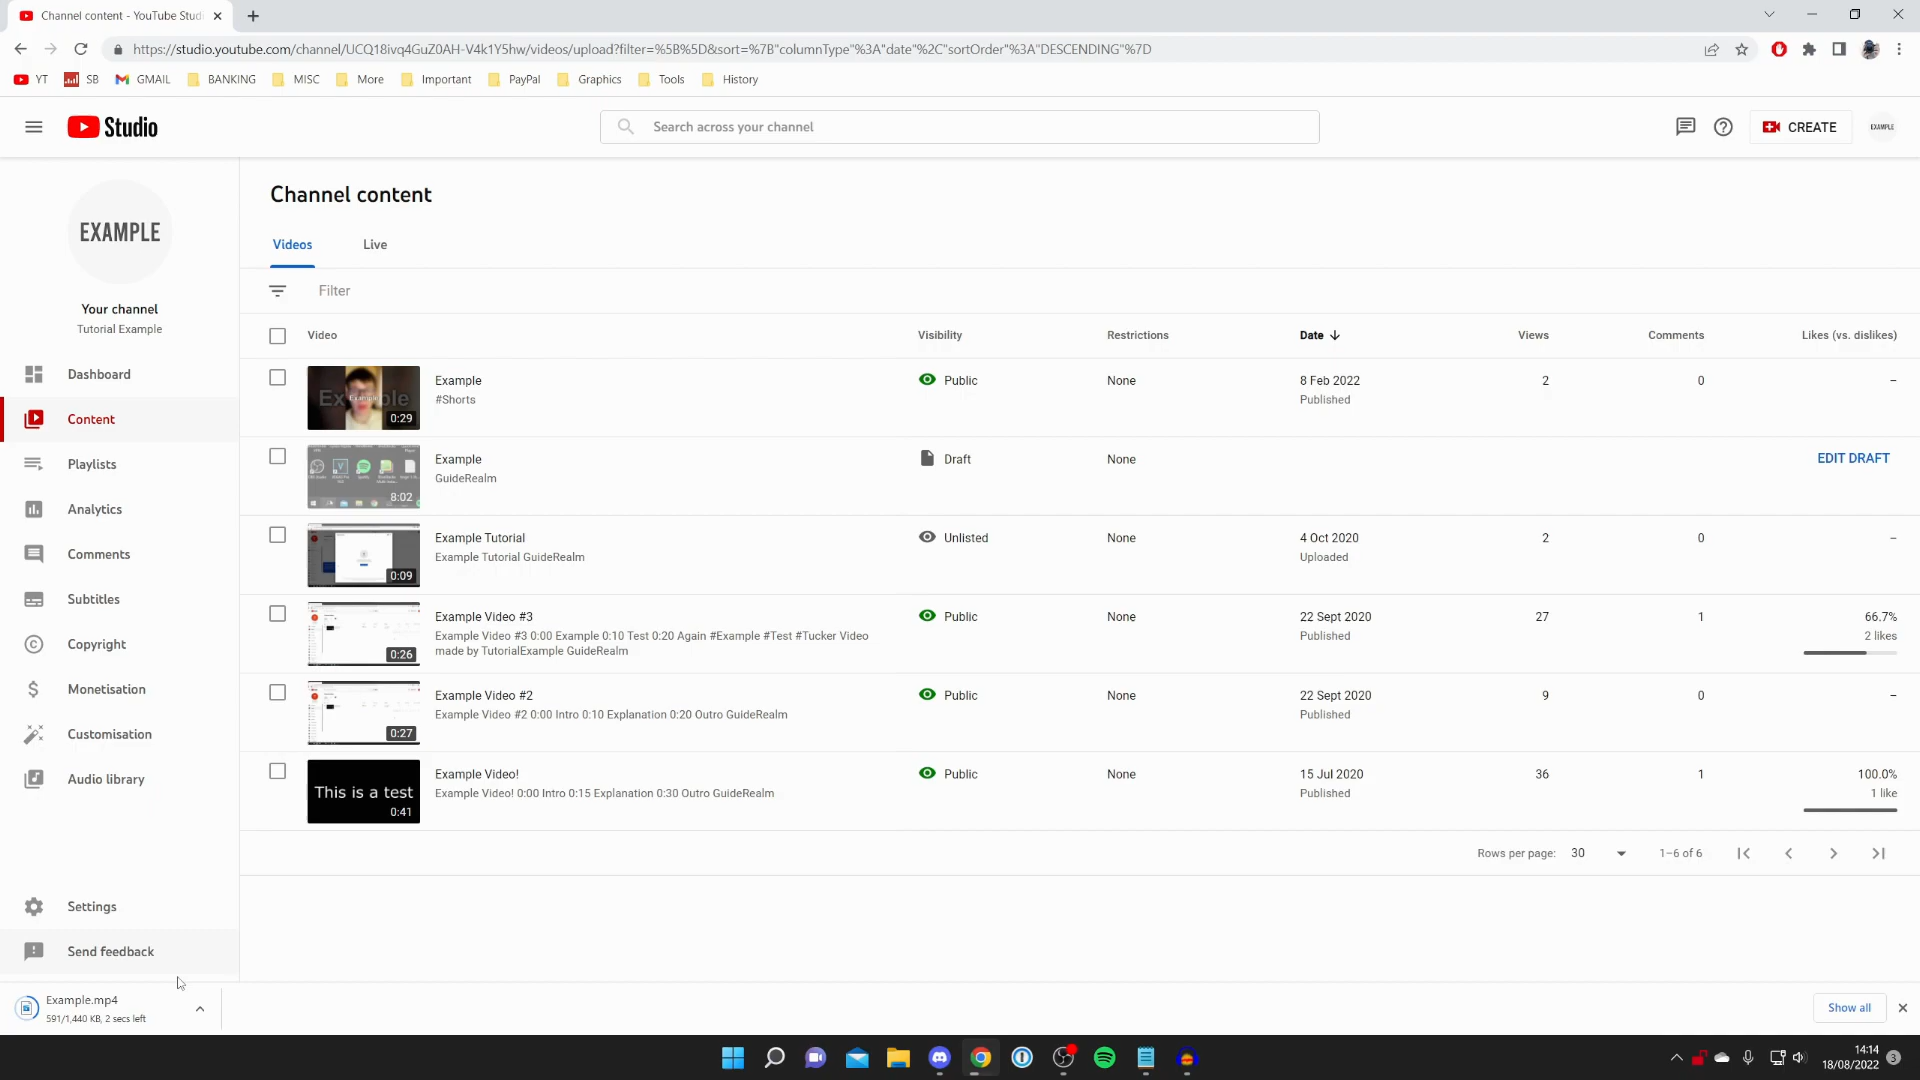 Channel content - YouTube Studi
https://studio.youtube.com/channel/UCQ18ivq4GuZ0AH-V4k1Y5hw/videos/upload?filter=%5B%5D&sort=%7B"columnType"%3A"date"%2C"sortOrder"%3A"DESCENDING"%7D
YT SB GMAIL BANKING MISC More Important PayPal Graphics Tools History
Studio Search across your channel CREATE EXAMPLE
EXAMPLE
Your channel
Tutorial Example
Dashboard
Content
Playlists
Analytics
Comments
Subtitles
Copyright
Monetisation
Customisation
Audio library
Settings
Send feedback
Channel content
Videos Live
Filter
Video Visibility Restrictions Date Views Comments Likes (vs. dislikes)
Example Public None 8 Feb 2022 2 0 –
#Shorts Published
0:29
Example Draft None EDIT DRAFT
GuideRealm
8:02
Example Tutorial Unlisted None 4 Oct 2020 2 0 –
Example Tutorial GuideRealm Uploaded
0:09
Example Video #3 Public None 22 Sept 2020 27 1 66.7%
Example Video #3 0:00 Example 0:10 Test 0:20 Again #Example #Test #Tucker Video Published 2 likes
made by TutorialExample GuideRealm
0:26
Example Video #2 Public None 22 Sept 2020 9 0 –
Example Video #2 0:00 Intro 0:10 Explanation 0:20 Outro GuideRealm Published
0:27
Example Video! Public None 15 Jul 2020 36 1 100.0%
This is a test Example Video! 0:00 Intro 0:15 Explanation 0:30 Outro GuideRealm Published 1 like
0:41
Rows per page: 30 1–6 of 6
Example.mp4
591/1,440 KB, 2 secs left
Show all
14:14
18/08/2022 3